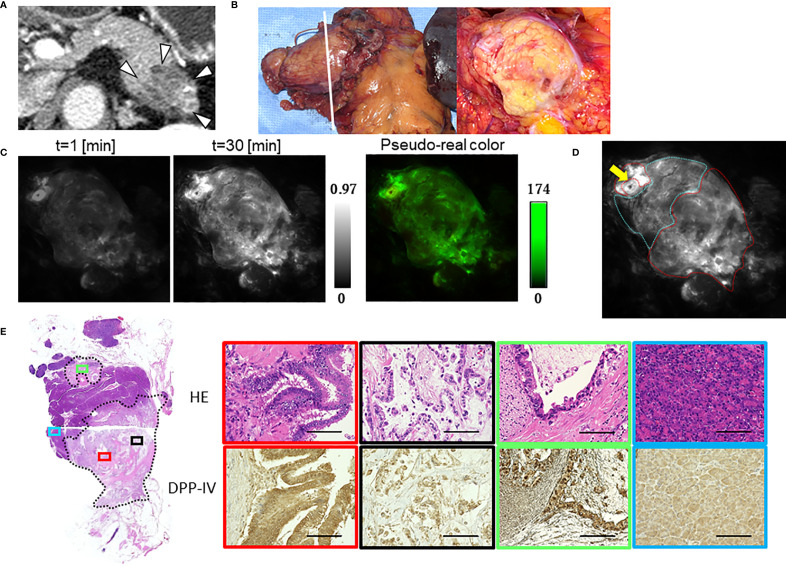 A
B
C
t=1 [min]
t=30 [min]
Pseudo-real color
0.97
0
174
0
D
E
HE
DPP-IV